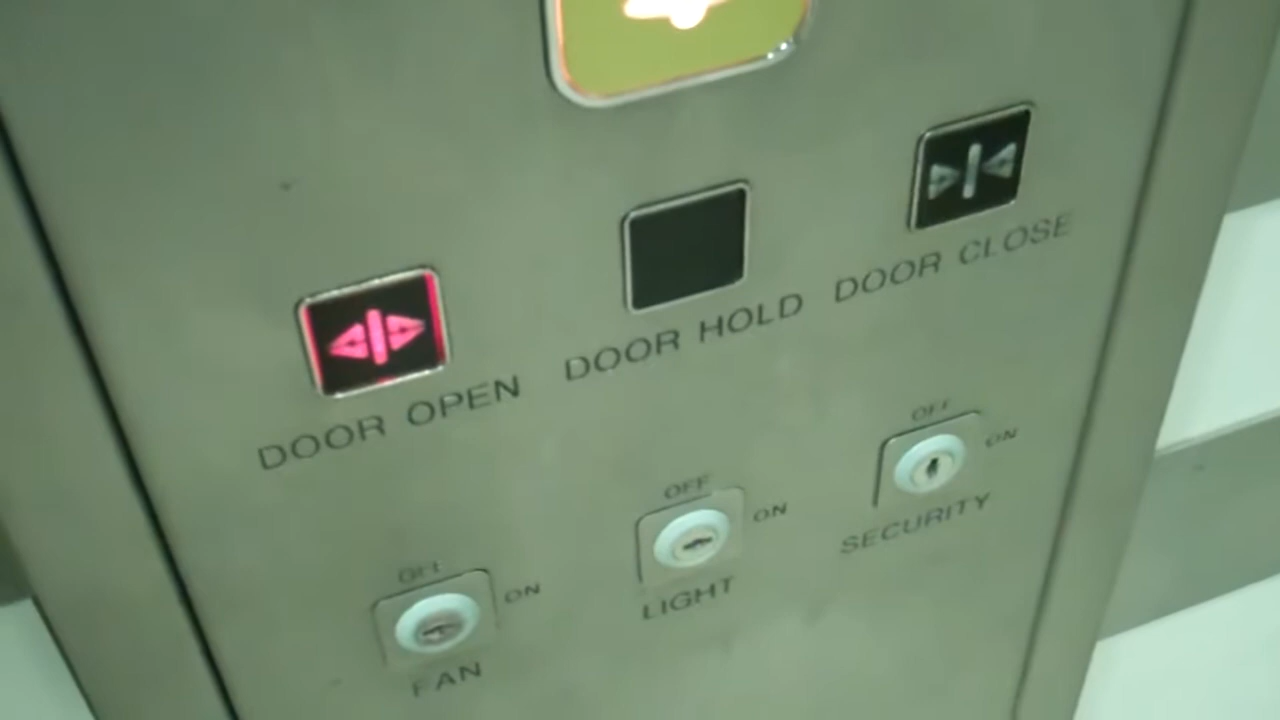 DOOR OPEN
DOOR HOLD
DOOR CLOSE
OFF
ON
FAN
OFF
ON
LIGHT
OFF
ON
SECURITY